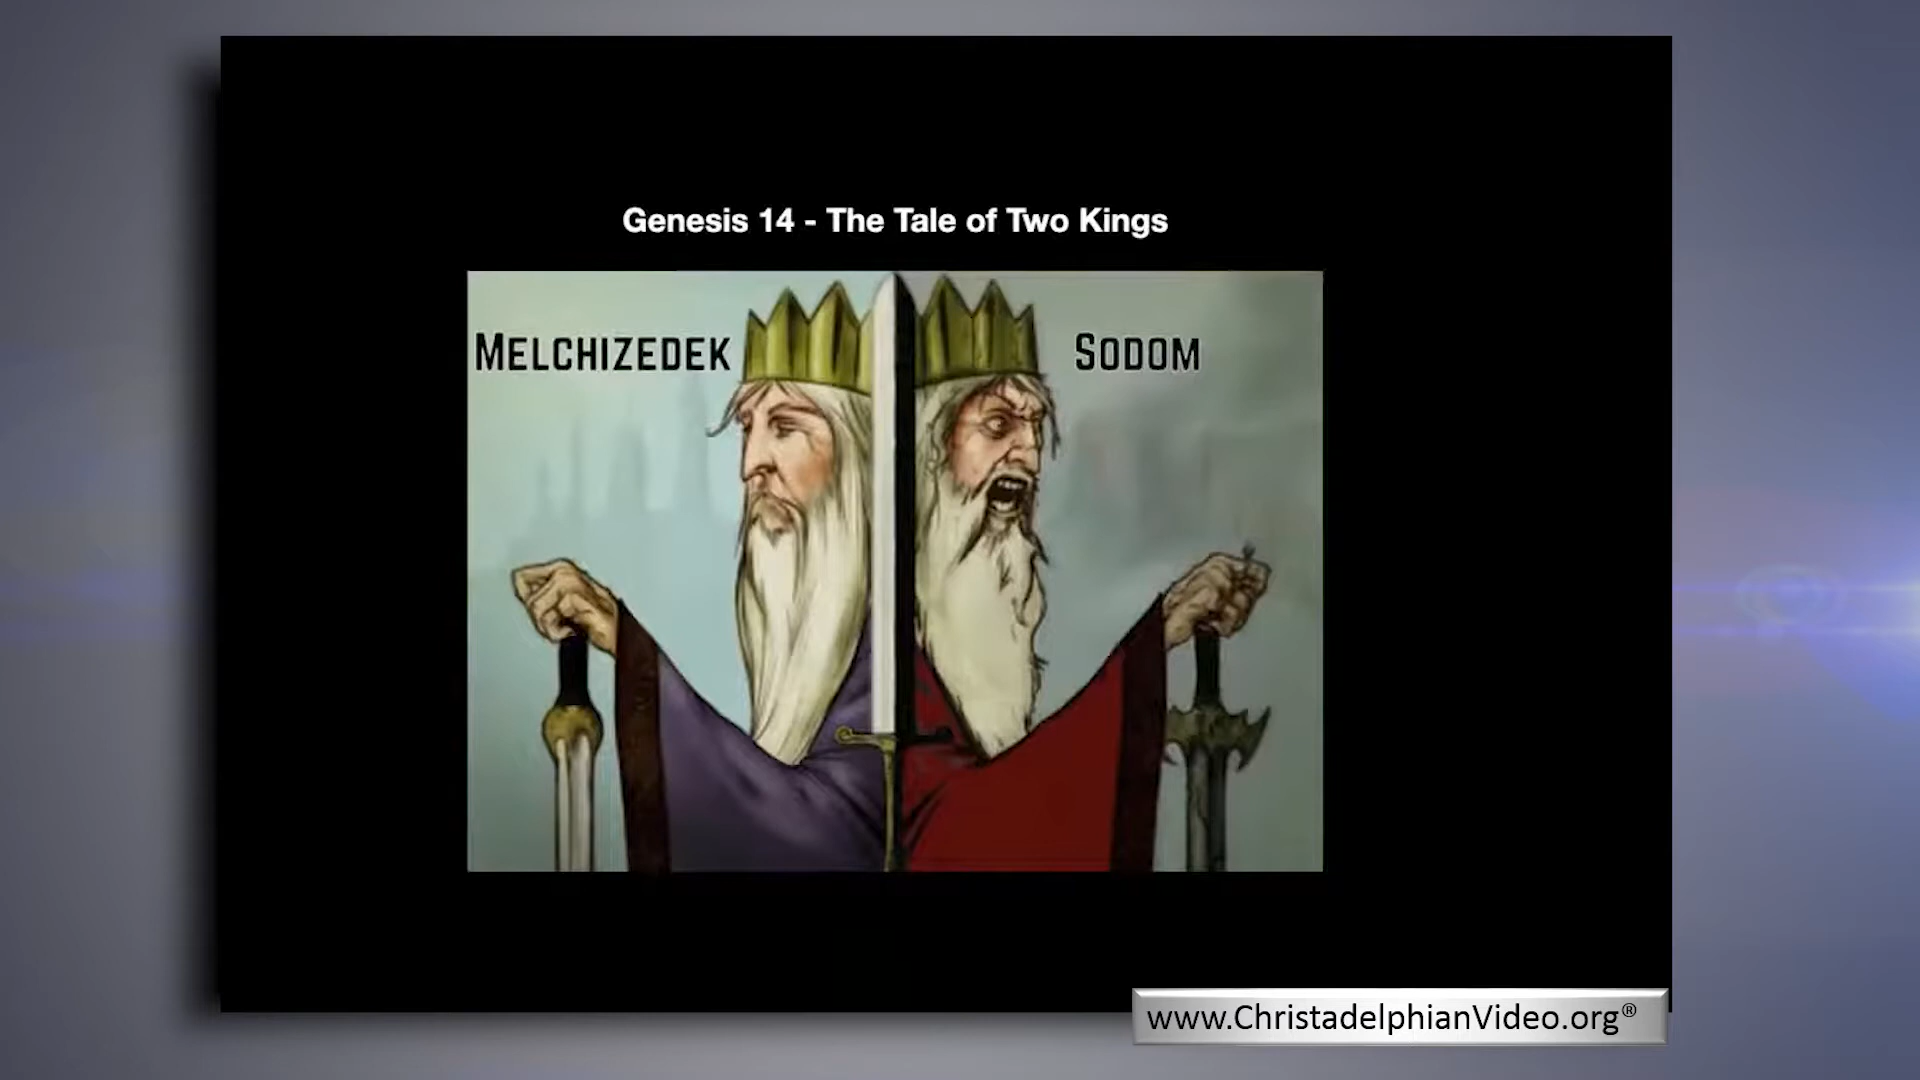 Genesis 14 - The Tale of Two Kings
MELCHIZEDEK
SODOM
www.ChristadelphianVideo.org®